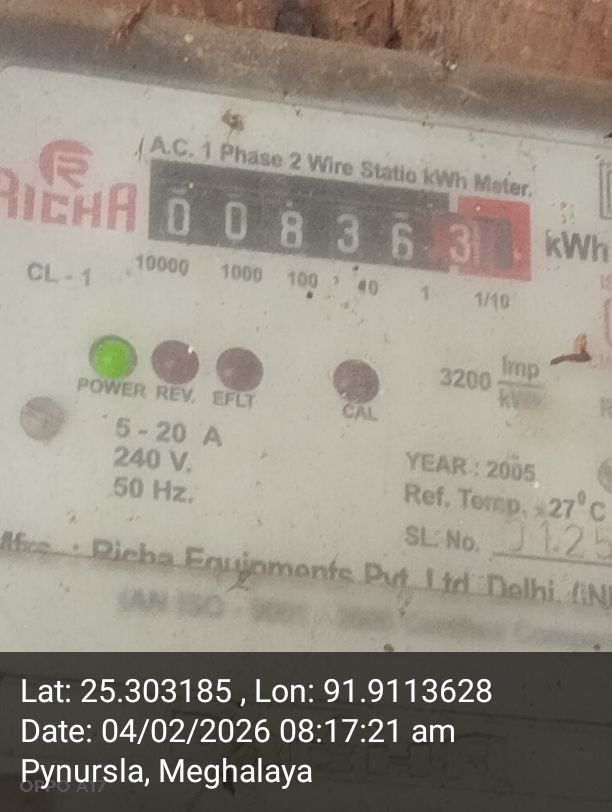 A.C. 1 Phase 2 Wire Static kWh Meter.
RICHA
0 0 8 3 6 3 kWh
CL - 1 10000 1000 100 10 1 1/10
POWER REV. EFLT CAL
3200 Imp/kWh
5 - 20 A
240 V.
50 Hz.
YEAR : 2005
Ref. Temp. 27°C
SL. No.
Mfrs. : Richa Equipments Pvt. Ltd. Delhi.
Lat: 25.303185 , Lon: 91.9113628
Date: 04/02/2026 08:17:21 am
Pynursla, Meghalaya
OPPO A17